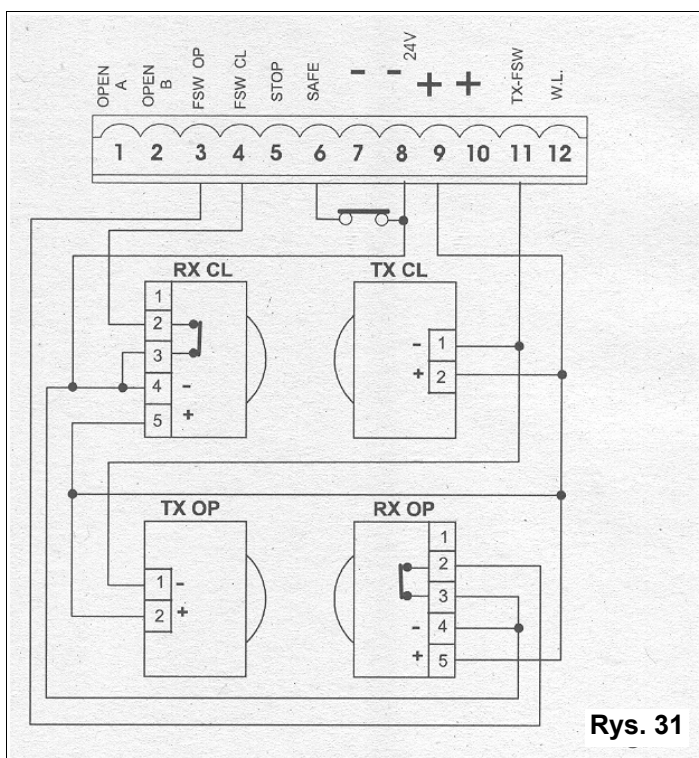 OPEN A
OPEN B
FSW OP
FSW CL
STOP
SAFE
-
- 24V
+
+
TX-FSW
W.L.
1 2 3 4 5 6 7 8 9 10 11 12
RX CL
1
2
3
4 -
5 +
TX CL
- 1
+ 2
TX OP
1 -
2 +
RX OP
1
2
3
- 4
+ 5
Rys. 31